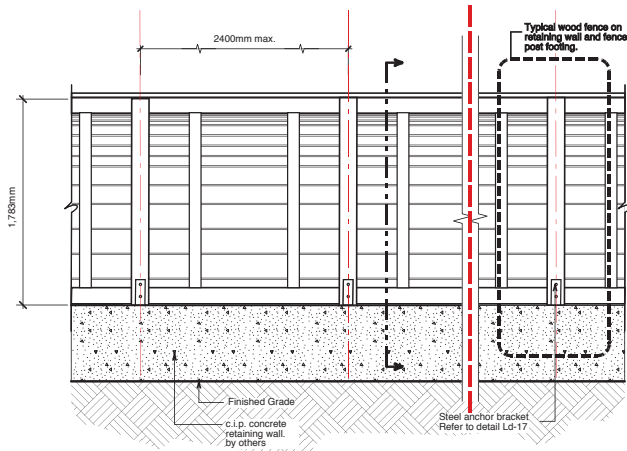 Typical wood fence on
retaining wall and fence
post footing.
2400mm max.
1,783mm
Finished Grade
c.i.p. concrete
retaining wall.
by others
Steel anchor bracket
Refer to detail Ld-17